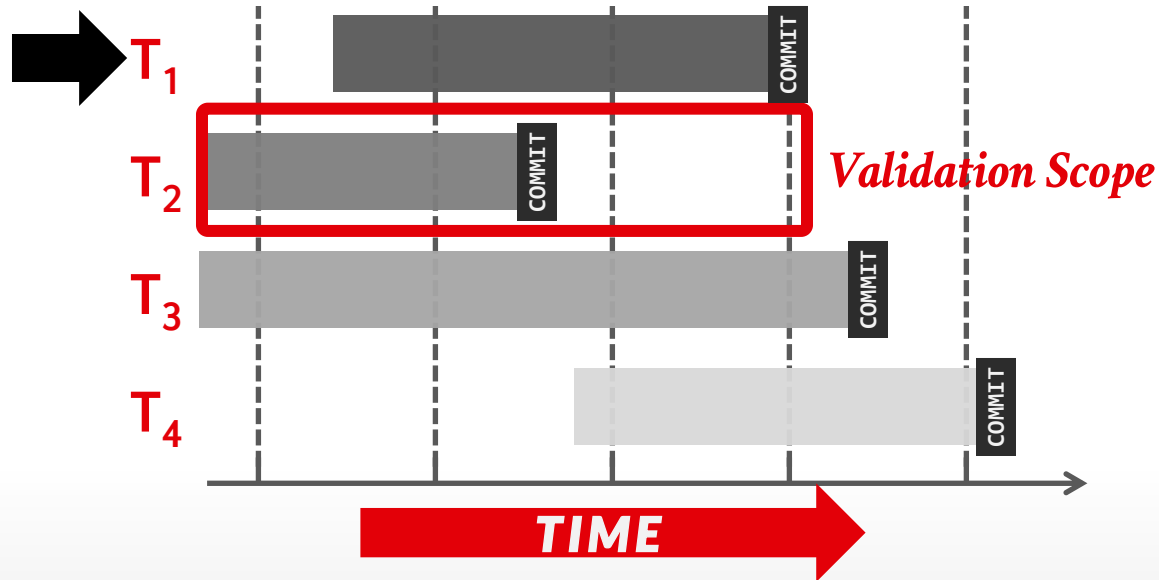 T1
COMMIT
T2
COMMIT
Validation Scope
T3
COMMIT
T4
COMMIT
TIME